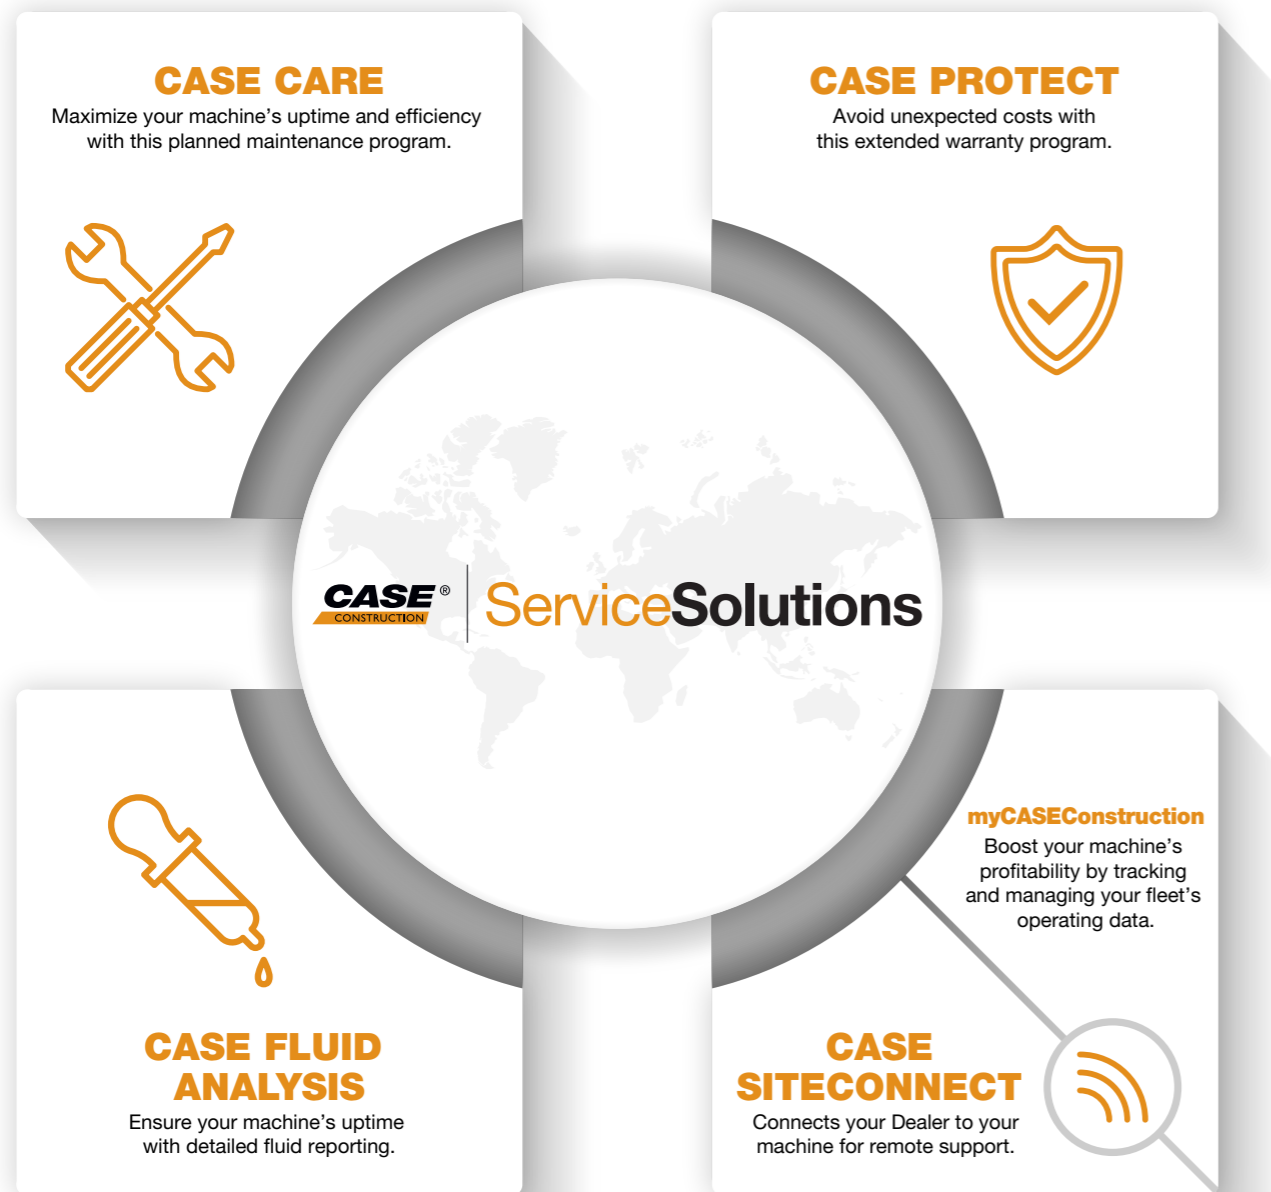 CASE CARE
Maximize your machine’s uptime and efficiency
with this planned maintenance program.
CASE PROTECT
Avoid unexpected costs with
this extended warranty program.
CASE®
CONSTRUCTION
ServiceSolutions
CASE FLUID
ANALYSIS
Ensure your machine’s uptime
with detailed fluid reporting.
myCASEConstruction
Boost your machine’s
profitability by tracking
and managing your fleet’s
operating data.
CASE
SITECONNECT
Connects your Dealer to your
machine for remote support.